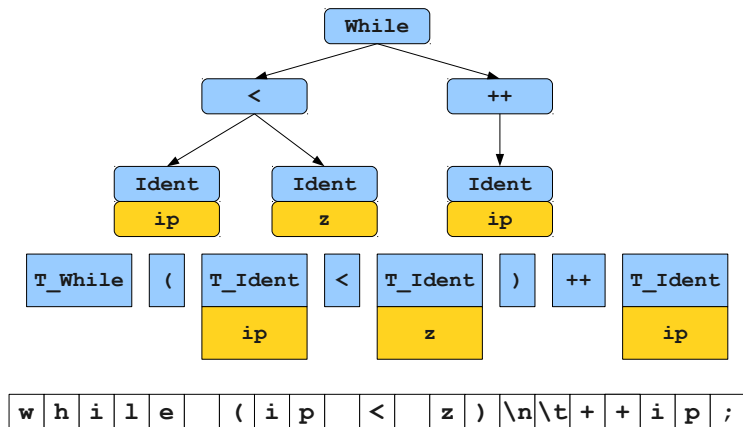 While
< ++
Ident Ident Ident
ip z ip
T_While ( T_Ident < T_Ident ) ++ T_Ident
ip z ip
w h i l e ( i p < z ) \n \t + + i p ;